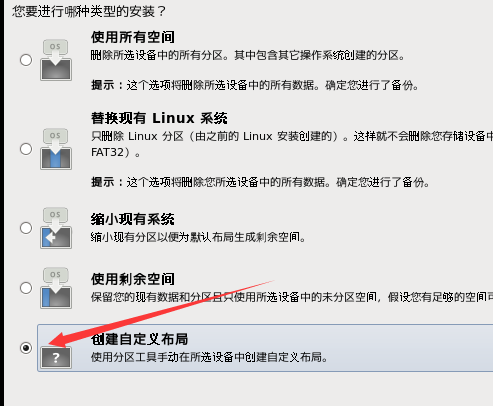 您要进行哪种类型的安装？
使用所有空间
OS
删除所选设备中的所有分区。其中包含其它操作系统创建的分区。
提示：这个选项将删除所选设备中的所有数据。确定您进行了备份。
替换现有 Linux 系统
OS
只删除 Linux 分区（由之前的 Linux 安装创建的）。这样就不会删除您存储设备中
FAT32）。
提示：这个选项将删除您所选设备中的所有数据。确定您进行了备份。
缩小现有系统
OS
缩小现有分区以便为默认布局生成剩余空间。
使用剩余空间
OS
保留您的现有数据和分区且只使用所选设备中的未分区空间，假设您有足够的空间可
创建自定义布局
?
使用分区工具手动在所选设备中创建自定义布局。